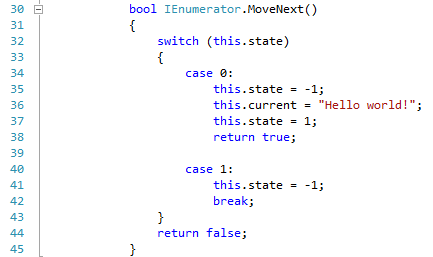 30 bool IEnumerator.MoveNext()
31 {
32 switch (this.state)
33 {
34 case 0:
35 this.state = -1;
36 this.current = "Hello world!";
37 this.state = 1;
38 return true;
39
40 case 1:
41 this.state = -1;
42 break;
43 }
44 return false;
45 }